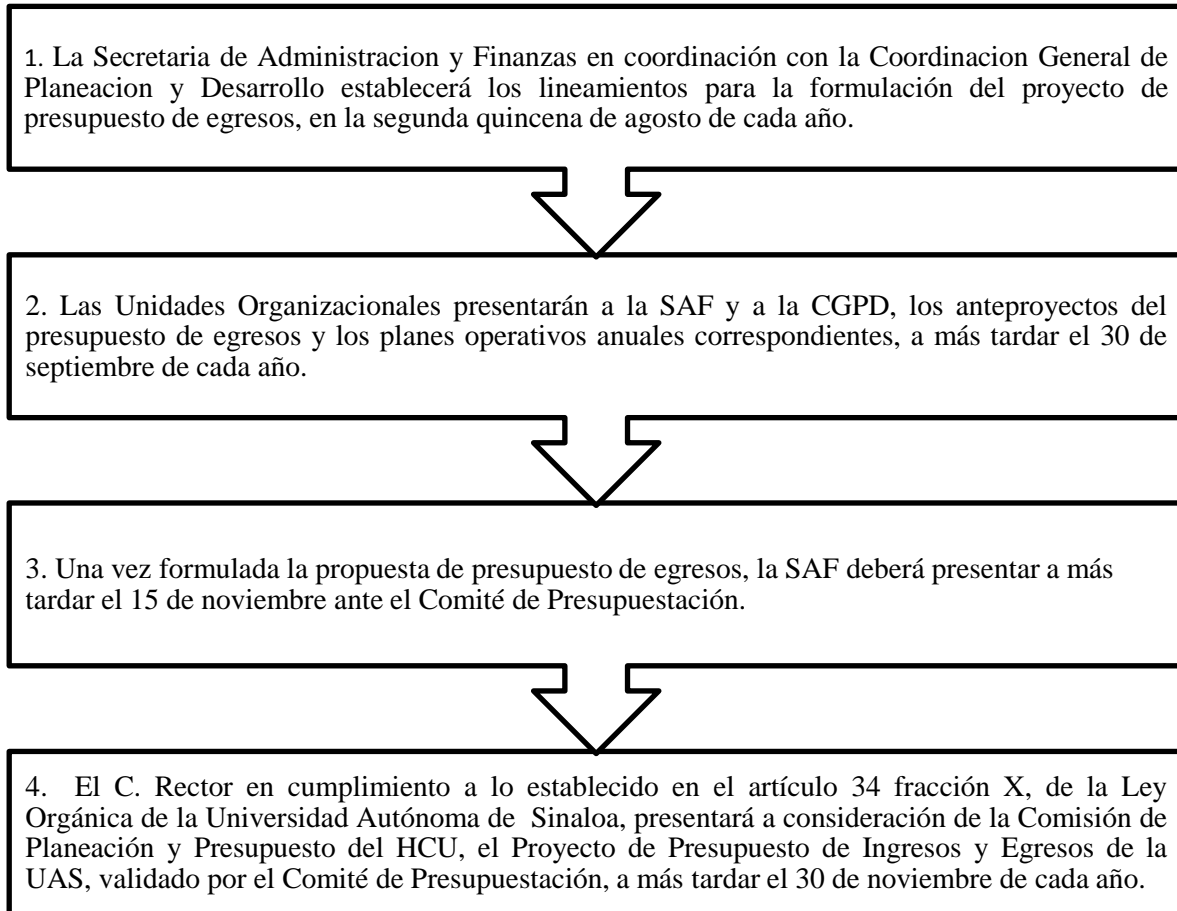 1. La Secretaria de Administracion y Finanzas en coordinación con la Coordinacion General de
Planeacion y Desarrollo establecerá los lineamientos para la formulación del proyecto de
presupuesto de egresos, en la segunda quincena de agosto de cada año.
2. Las Unidades Organizacionales presentarán a la SAF y a la CGPD, los anteproyectos del
presupuesto de egresos y los planes operativos anuales correspondientes, a más tardar el 30 de
septiembre de cada año.
3. Una vez formulada la propuesta de presupuesto de egresos, la SAF deberá presentar a más
tardar el 15 de noviembre ante el Comité de Presupuestación.
4. El C. Rector en cumplimiento a lo establecido en el artículo 34 fracción X, de la Ley
Orgánica de la Universidad Autónoma de Sinaloa, presentará a consideración de la Comisión de
Planeación y Presupuesto del HCU, el Proyecto de Presupuesto de Ingresos y Egresos de la
UAS, validado por el Comité de Presupuestación, a más tardar el 30 de noviembre de cada año.